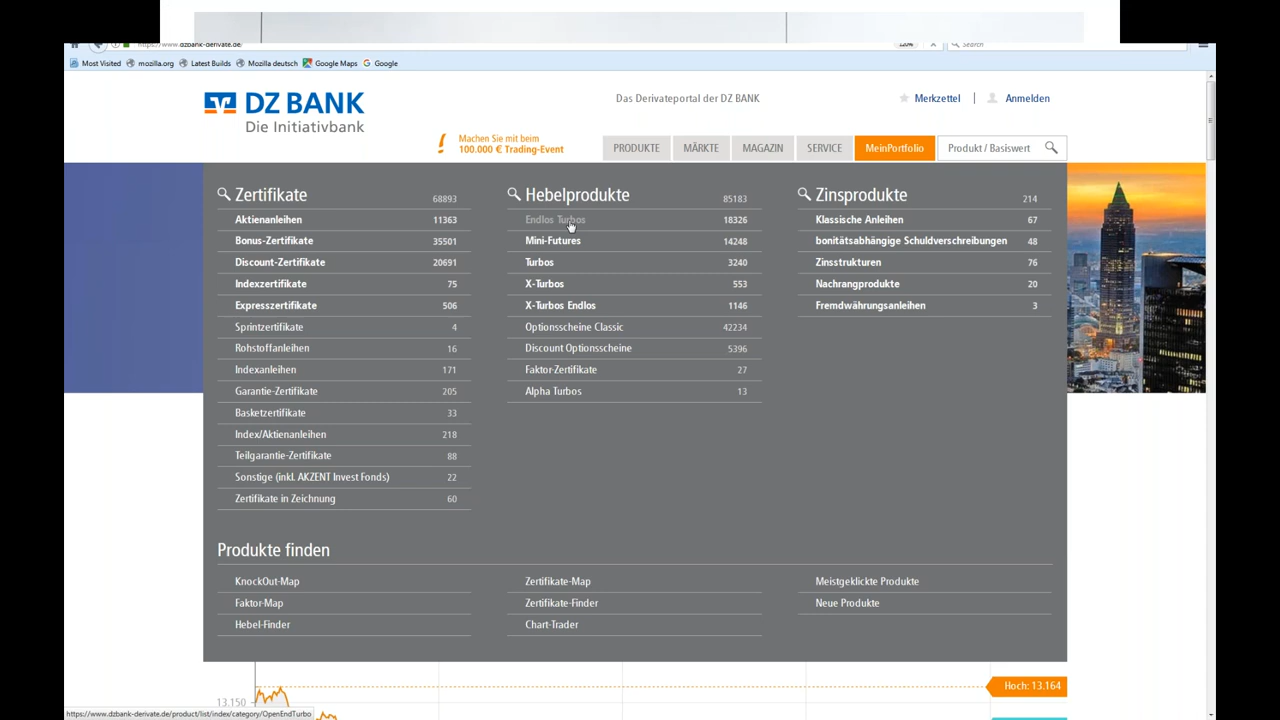 https://www.dzbank-derivate.de/
120%
Search
Most Visited
mozilla.org
Latest Builds
Mozilla deutsch
Google Maps
Google
DZ BANK
Die Initiativbank
Das Derivateportal der DZ BANK
Merkzettel
Anmelden
Machen Sie mit beim
100.000 € Trading-Event
PRODUKTE
MÄRKTE
MAGAZIN
SERVICE
MeinPortfolio
Produkt / Basiswert
Zertifikate 68893
Aktienanleihen 11363
Bonus-Zertifikate 35501
Discount-Zertifikate 20691
Indexzertifikate 75
Expresszertifikate 506
Sprintzertifikate 4
Rohstoffanleihen 16
Indexanleihen 171
Garantie-Zertifikate 205
Basketzertifikate 33
Index/Aktienanleihen 218
Teilgarantie-Zertifikate 88
Sonstige (inkl. AKZENT Invest Fonds) 22
Zertifikate in Zeichnung 60
Hebelprodukte 85183
Endlos Turbos 18326
Mini-Futures 14248
Turbos 3240
X-Turbos 553
X-Turbos Endlos 1146
Optionsscheine Classic 42234
Discount Optionsscheine 5396
Faktor-Zertifikate 27
Alpha Turbos 13
Zinsprodukte 214
Klassische Anleihen 67
bonitätsabhängige Schuldverschreibungen 48
Zinsstrukturen 76
Nachrangprodukte 20
Fremdwährungsanleihen 3
Produkte finden
KnockOut-Map
Faktor-Map
Hebel-Finder
Zertifikate-Map
Zertifikate-Finder
Chart-Trader
Meistgeklickte Produkte
Neue Produkte
Hoch: 13.164
13.150
https://www.dzbank-derivate.de/product/list/index/category/OpenEndTurbo